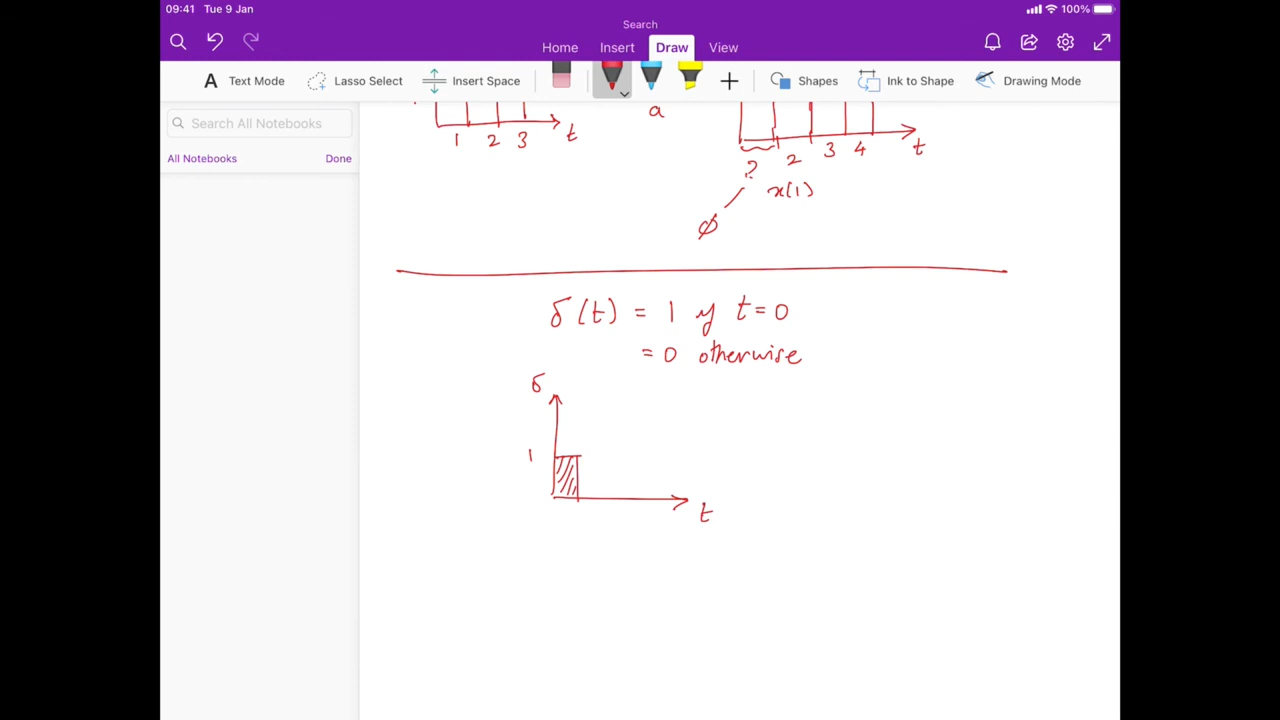 09:41 Tue 9 Jan
100%
Search
Home Insert Draw View
A Text Mode Lasso Select Insert Space Shapes Ink to Shape Drawing Mode
Search All Notebooks
All Notebooks Done
a
1 2 3 t
? 2 3 4 t
x(1)
φ
δ(t) = 1 if t=0
= 0 otherwise
δ
1
t